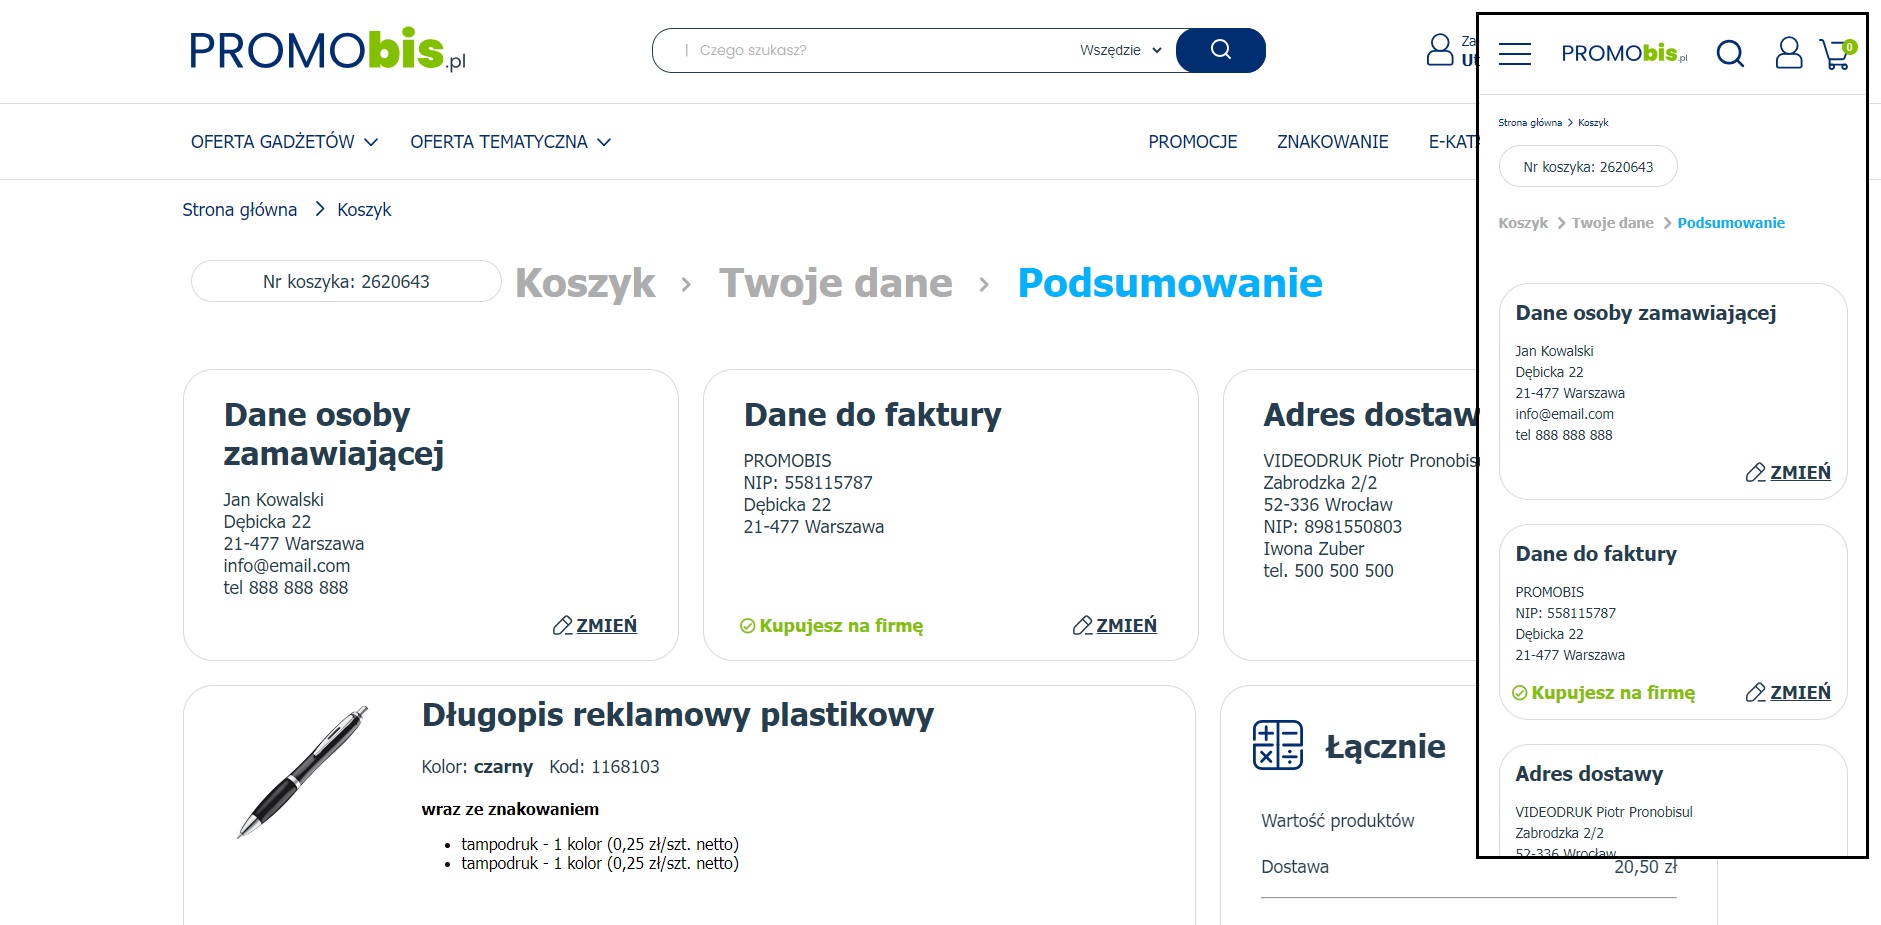 PROMObis.pl
Czego szukasz?
Wszędzie
Za
Ut
OFERTA GADŻETÓW
OFERTA TEMATYCZNA
PROMOCJE
ZNAKOWANIE
E-KAT
Strona główna > Koszyk
Nr koszyka: 2620643
Koszyk > Twoje dane > Podsumowanie
Dane osoby
zamawiającej
Jan Kowalski
Dębicka 22
21-477 Warszawa
info@email.com
tel 888 888 888
ZMIEŃ
Dane do faktury
PROMOBIS
NIP: 558115787
Dębicka 22
21-477 Warszawa
Kupujesz na firmę
ZMIEŃ
Adres dostaw
VIDEODRUK Piotr Pronobisu
Zabrodzka 2/2
52-336 Wrocław
NIP: 8981550803
Iwona Zuber
tel. 500 500 500
Długopis reklamowy plastikowy
Kolor: czarny Kod: 1168103
wraz ze znakowaniem
• tampodruk - 1 kolor (0,25 zł/szt. netto)
• tampodruk - 1 kolor (0,25 zł/szt. netto)
Łącznie
Wartość produktów
Dostawa 20,50 zł
PROMObis.pl
0
Strona główna > Koszyk
Nr koszyka: 2620643
Koszyk > Twoje dane > Podsumowanie
Dane osoby zamawiającej
Jan Kowalski
Dębicka 22
21-477 Warszawa
info@email.com
tel 888 888 888
ZMIEŃ
Dane do faktury
PROMOBIS
NIP: 558115787
Dębicka 22
21-477 Warszawa
Kupujesz na firmę
ZMIEŃ
Adres dostawy
VIDEODRUK Piotr Pronobisul
Zabrodzka 2/2
52-336 Wrocław